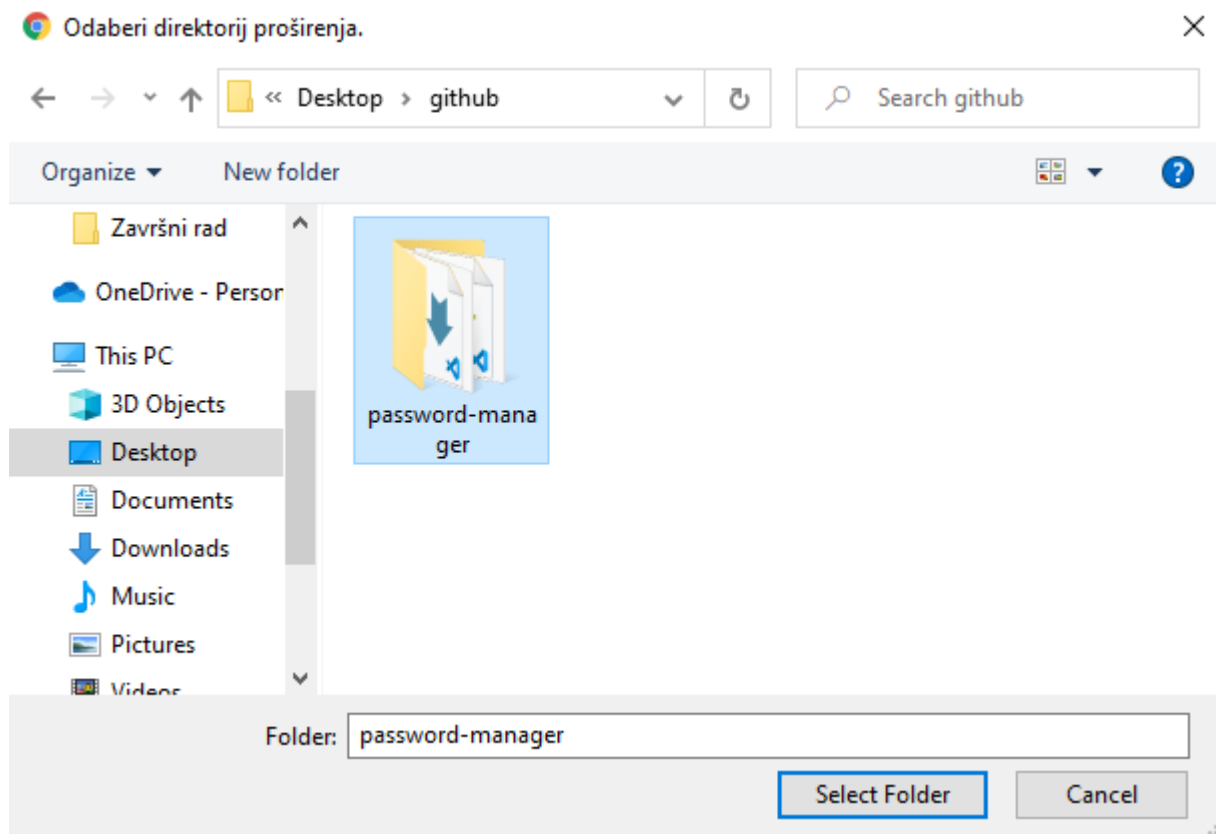 Odaberi direktorij proširenja.
« Desktop › github
Search github
Organize
New folder
Završni rad
OneDrive - Person
This PC
3D Objects
Desktop
Documents
Downloads
Music
Pictures
Videos
password-mana
ger
Folder: password-manager
Select Folder
Cancel